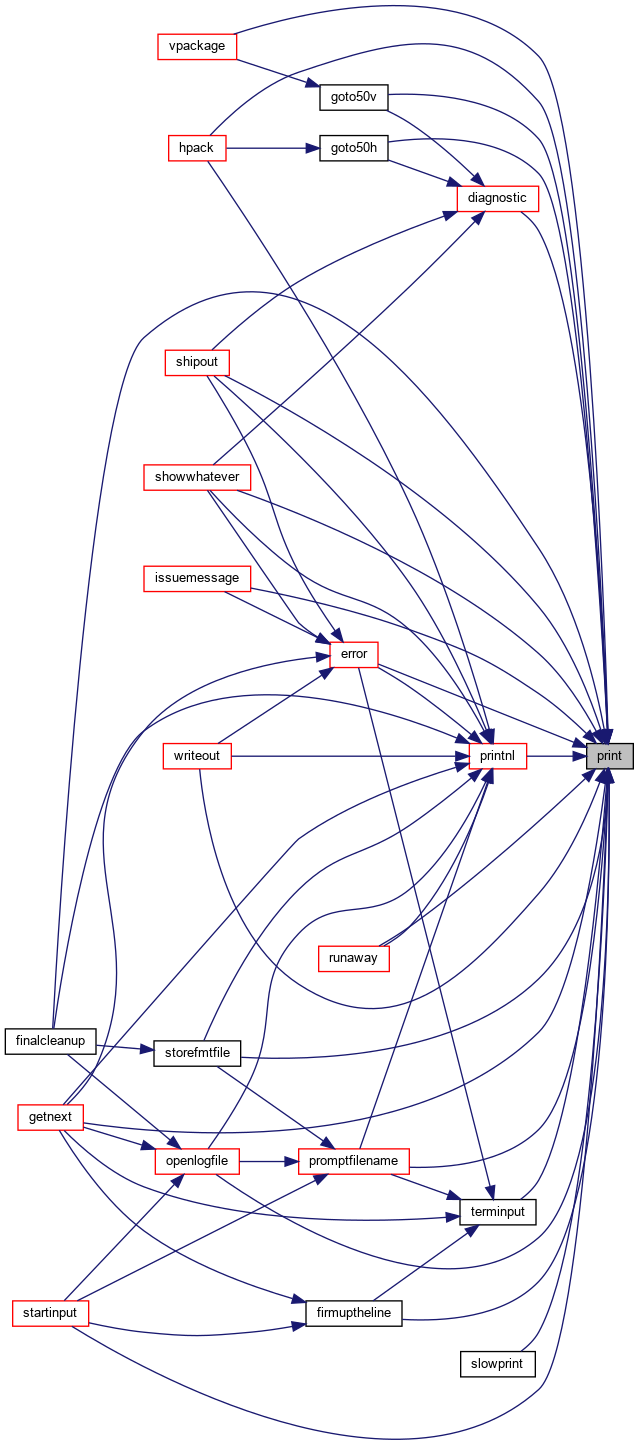 vpackage
goto50v
hpack
goto50h
diagnostic
shipout
showwhatever
issuemessage
error
writeout
printnl
print
runaway
finalcleanup
storefmtfile
getnext
openlogfile
promptfilename
terminput
startinput
firmuptheline
slowprint